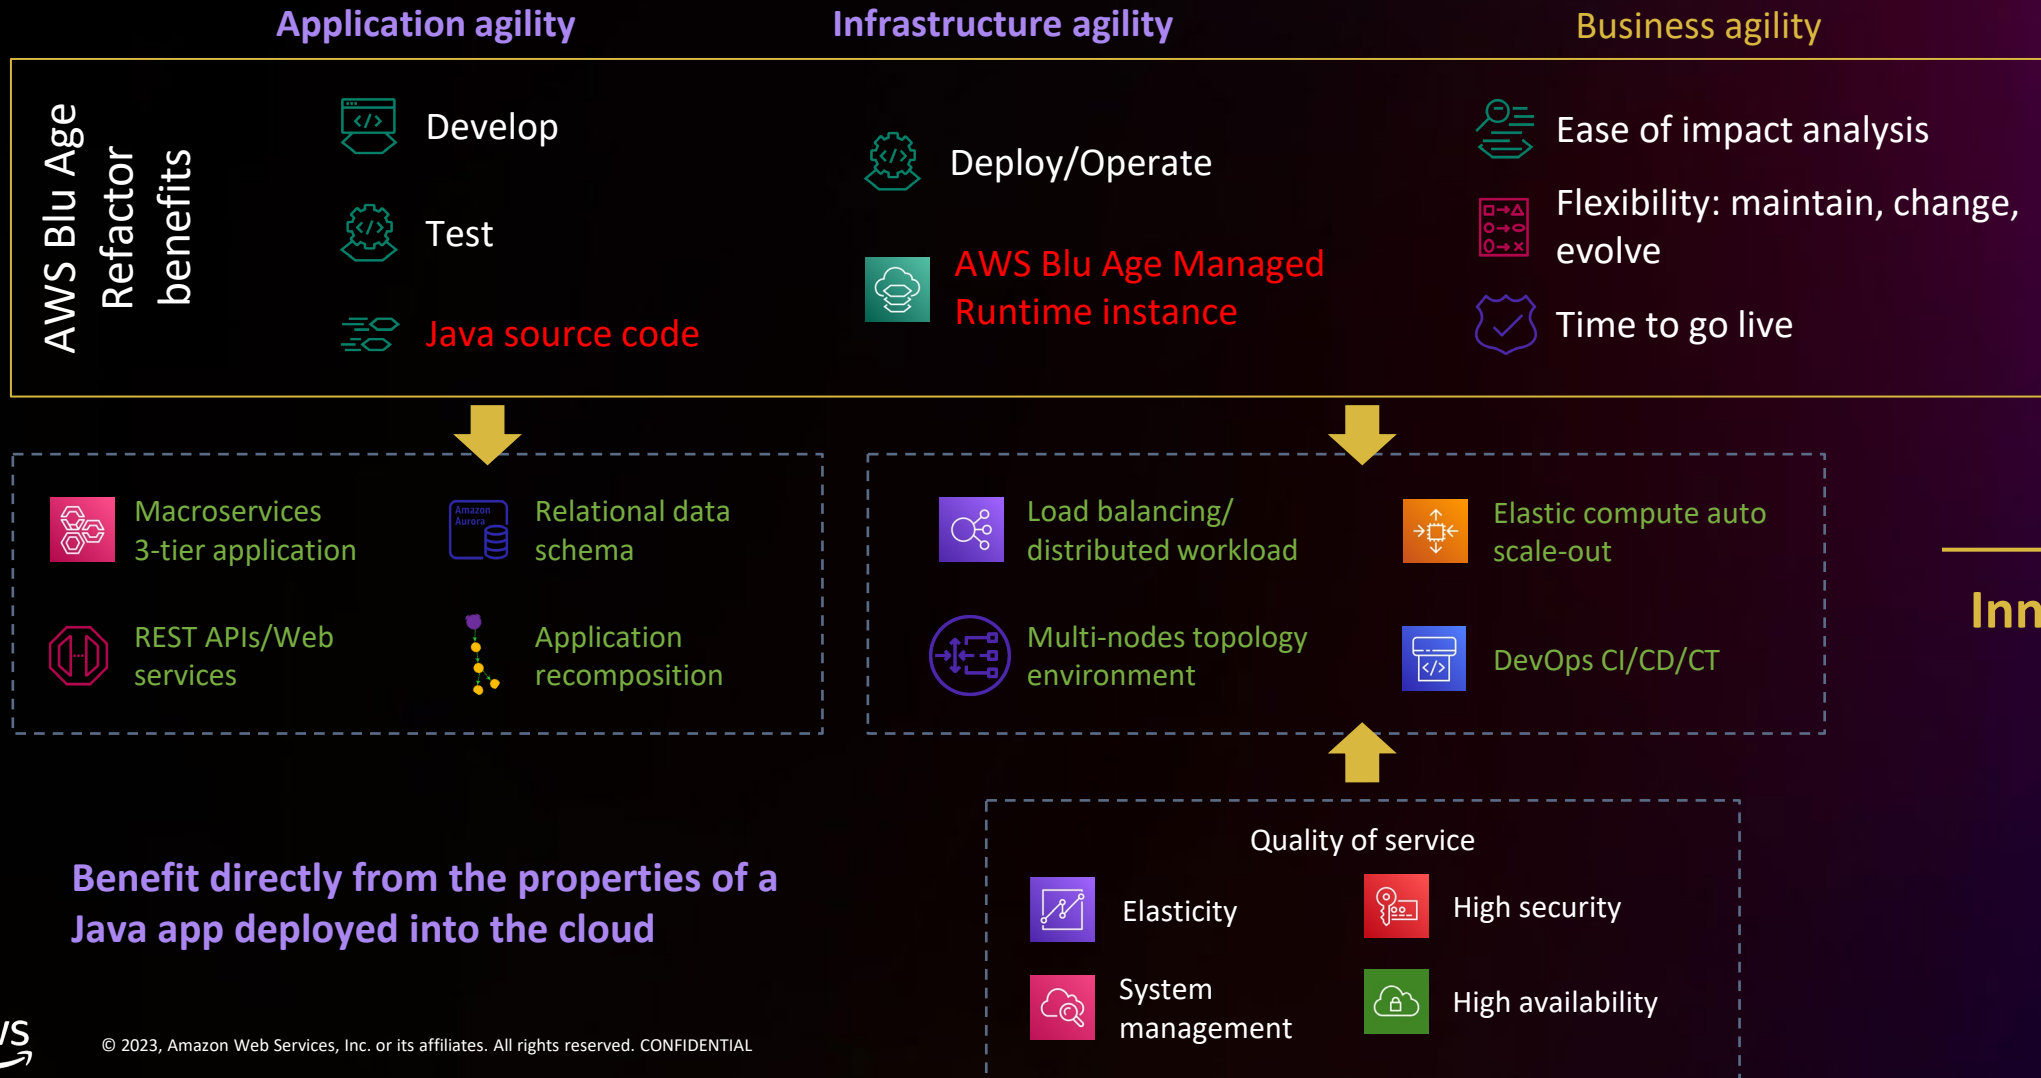 Application agility
Infrastructure agility
Business agility
AWS Blu Age
Refactor
benefits
Develop
Test
Java source code
Deploy/Operate
AWS Blu Age Managed
Runtime instance
Ease of impact analysis
Flexibility: maintain, change,
evolve
Time to go live
Macroservices
3-tier application
Amazon
Aurora
Relational data
schema
REST APIs/Web
services
Application
recomposition
Load balancing/
distributed workload
Elastic compute auto
scale-out
Multi-nodes topology
environment
DevOps CI/CD/CT
Inn
Quality of service
Elasticity
High security
System
management
High availability
Benefit directly from the properties of a
Java app deployed into the cloud
© 2023, Amazon Web Services, Inc. or its affiliates. All rights reserved. CONFIDENTIAL